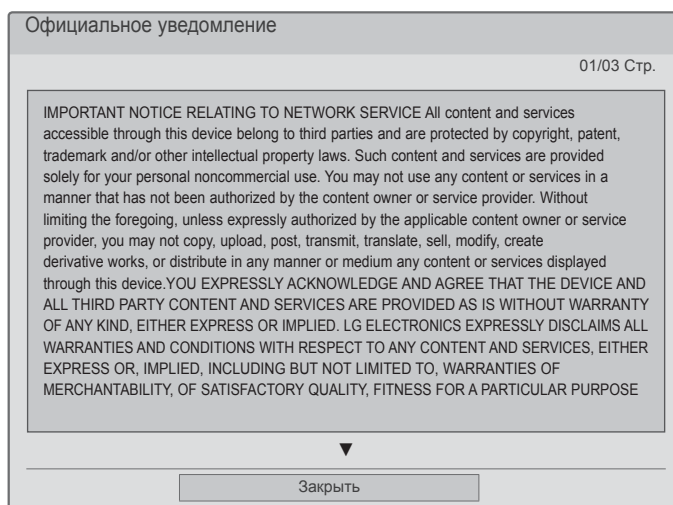 Официальное уведомление
01/03 Стр.
IMPORTANT NOTICE RELATING TO NETWORK SERVICE All content and services
accessible through this device belong to third parties and are protected by copyright, patent,
trademark and/or other intellectual property laws. Such content and services are provided
solely for your personal noncommercial use. You may not use any content or services in a
manner that has not been authorized by the content owner or service provider. Without
limiting the foregoing, unless expressly authorized by the applicable content owner or service
provider, you may not copy, upload, post, transmit, translate, sell, modify, create
derivative works, or distribute in any manner or medium any content or services displayed
through this device.YOU EXPRESSLY ACKNOWLEDGE AND AGREE THAT THE DEVICE AND
ALL THIRD PARTY CONTENT AND SERVICES ARE PROVIDED AS IS WITHOUT WARRANTY
OF ANY KIND, EITHER EXPRESS OR IMPLIED. LG ELECTRONICS EXPRESSLY DISCLAIMS ALL
WARRANTIES AND CONDITIONS WITH RESPECT TO ANY CONTENT AND SERVICES, EITHER
EXPRESS OR, IMPLIED, INCLUDING BUT NOT LIMITED TO, WARRANTIES OF
MERCHANTABILITY, OF SATISFACTORY QUALITY, FITNESS FOR A PARTICULAR PURPOSE
▼
Закрыть